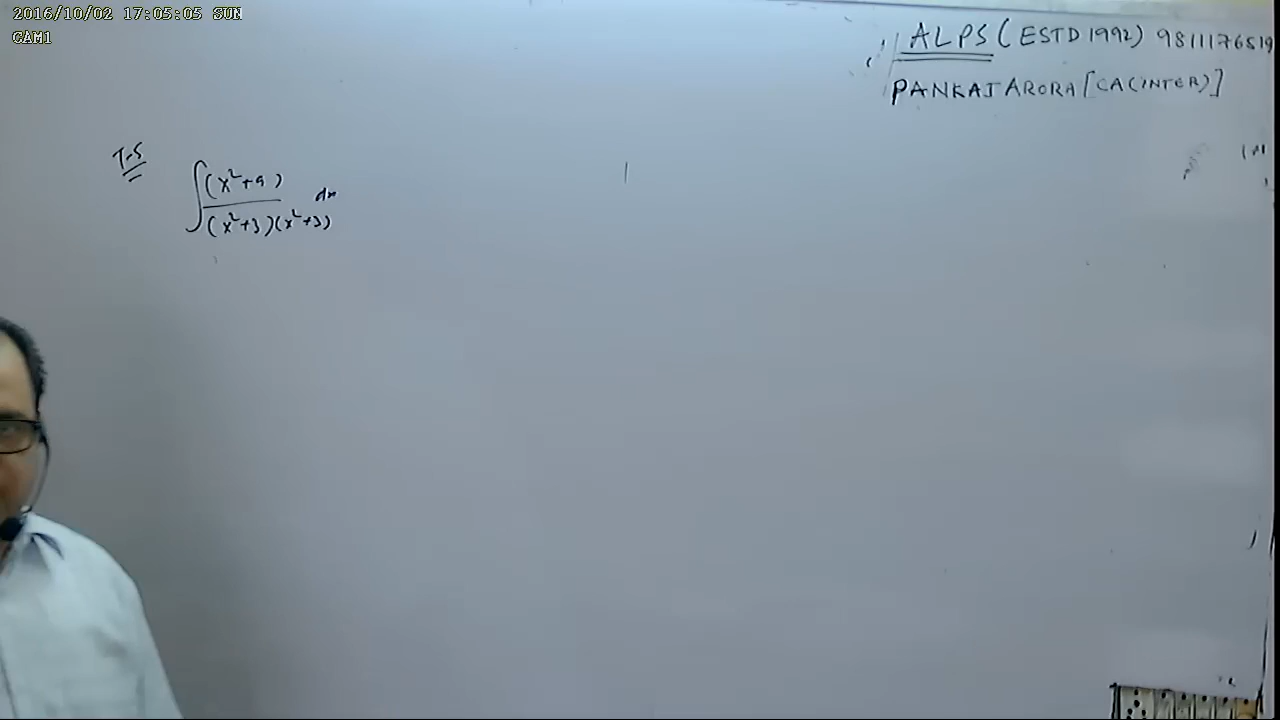 2016/10/02 17:05:05 SUN
CAM1
ALPS (ESTD 1992) 9811176519
PANKAJ ARORA [CA(INTER)]
T-5
∫ (x²+9) / (x²+3)(x²+3) dx